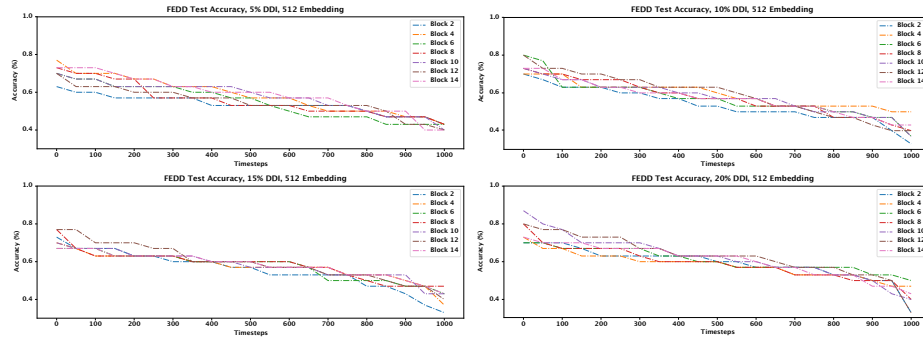 FEDD Test Accuracy, 5% DDI, 512 Embedding
1.0
0.8
0.6
0.4
Accuracy (%)
0 100 200 300 400 500 600 700 800 900 1000
Timesteps
Block 2
Block 4
Block 6
Block 8
Block 10
Block 12
Block 14
FEDD Test Accuracy, 10% DDI, 512 Embedding
1.0
0.8
0.6
0.4
Accuracy (%)
0 100 200 300 400 500 600 700 800 900 1000
Timesteps
Block 2
Block 4
Block 6
Block 8
Block 10
Block 12
Block 14
FEDD Test Accuracy, 15% DDI, 512 Embedding
1.0
0.8
0.6
0.4
Accuracy (%)
0 100 200 300 400 500 600 700 800 900 1000
Timesteps
Block 2
Block 4
Block 6
Block 8
Block 10
Block 12
Block 14
FEDD Test Accuracy, 20% DDI, 512 Embedding
1.0
0.8
0.6
0.4
Accuracy (%)
0 100 200 300 400 500 600 700 800 900 1000
Timesteps
Block 2
Block 4
Block 6
Block 8
Block 10
Block 12
Block 14